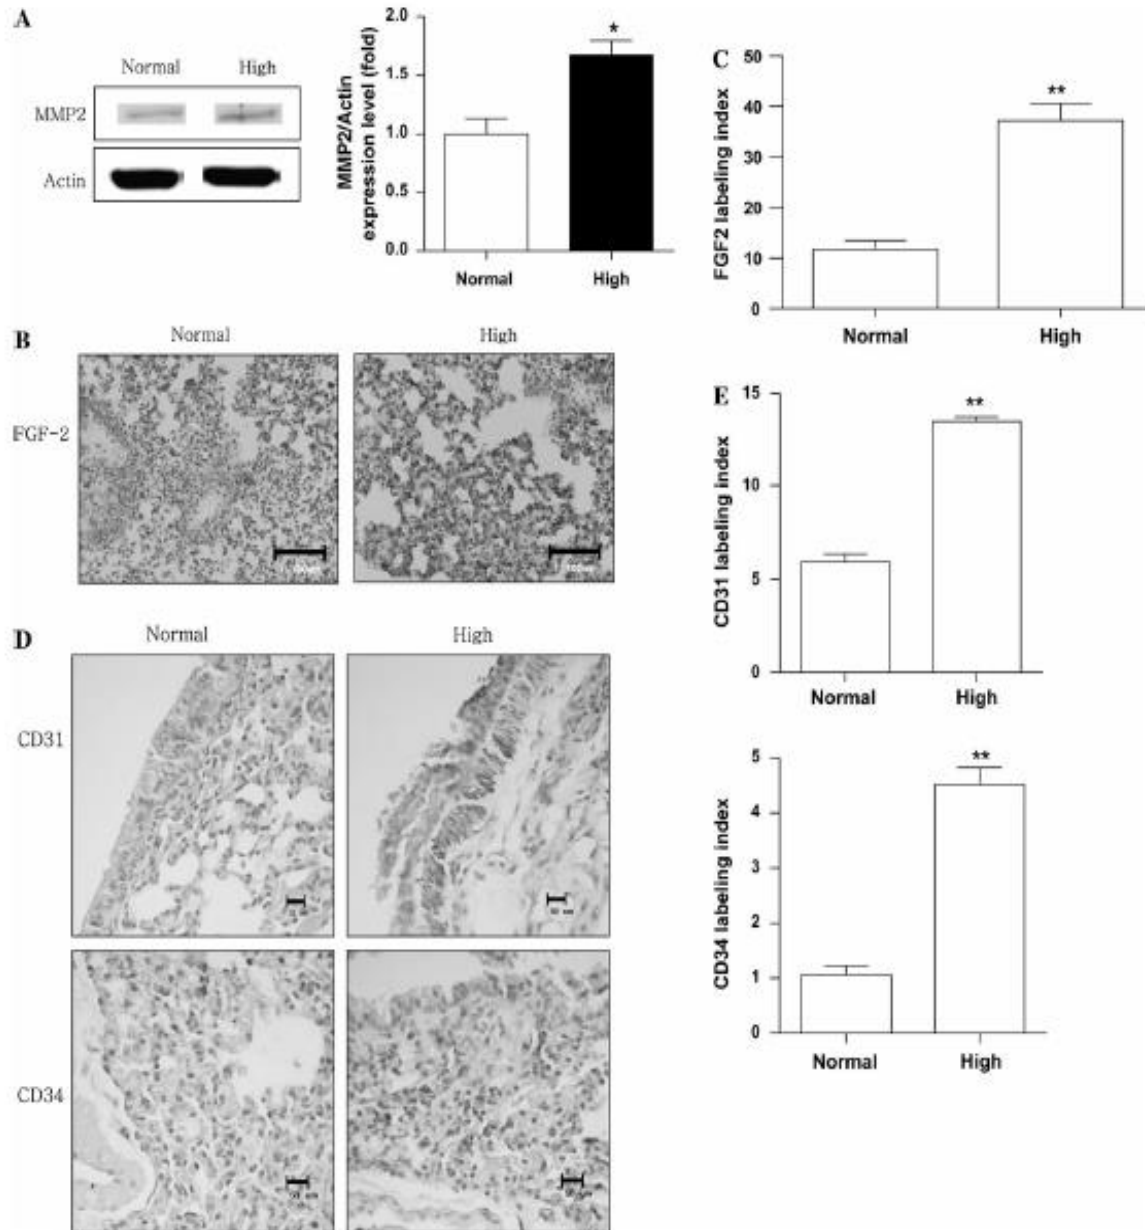 A
Normal High
MMP2
Actin
MMP2/Actin
expression level (fold)
2.0
1.5
1.0
0.5
0.0
*
Normal High
C
FGF2 labeling index
50
40
30
20
10
0
**
Normal High
B
Normal High
FGF-2
D
Normal High
CD31
CD34
E
CD31 labeling index
15
10
5
0
**
Normal High
CD34 labeling index
5
4
3
2
1
0
**
Normal High